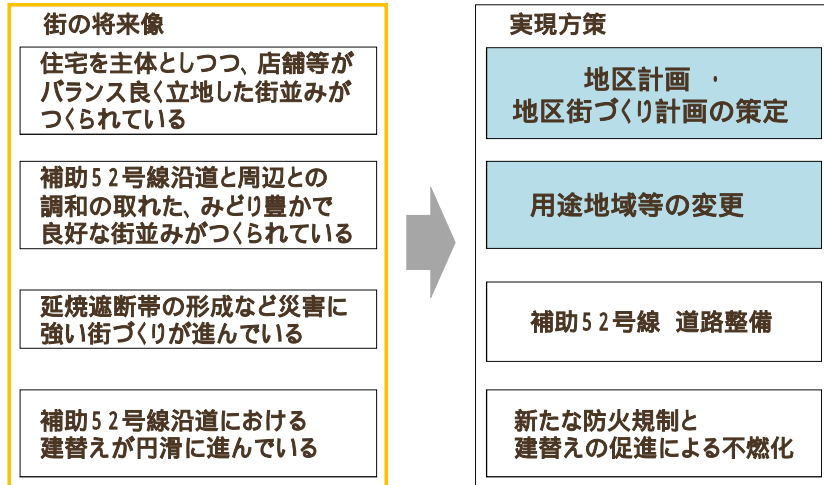 街の将来像
住宅を主体としつつ、店舗等が
バランス良く立地した街並みが
つくられている
補助52号線沿道と周辺との
調和の取れた、みどり豊かで
良好な街並みがつくられている
延焼遮断帯の形成など災害に
強い街づくりが進んでいる
補助52号線沿道における
建替えが円滑に進んでいる
実現方策
地区計画 ・
地区街づくり計画の策定
用途地域等の変更
補助52号線 道路整備
新たな防火規制と
建替えの促進による不燃化